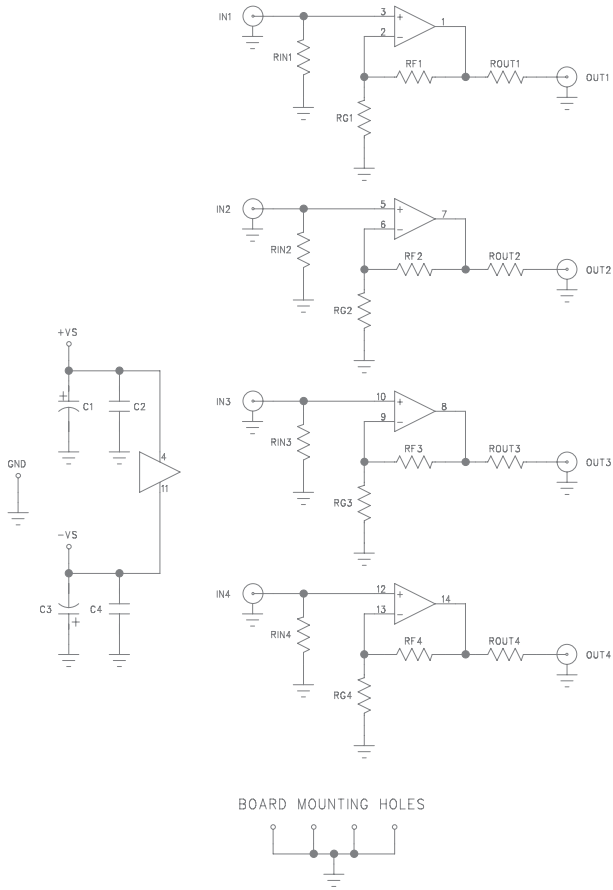 IN1
3
+
1
2
−
RIN1
RF1
ROUT1
OUT1
RG1
IN2
5
+
7
6
−
RIN2
RF2
ROUT2
OUT2
RG2
+VS
+
C1
C2
4
11
GND
−VS
C3
+
C4
IN3
10
+
8
9
−
RIN3
RF3
ROUT3
OUT3
RG3
IN4
12
+
14
13
−
RIN4
RF4
ROUT4
OUT4
RG4
BOARD MOUNTING HOLES